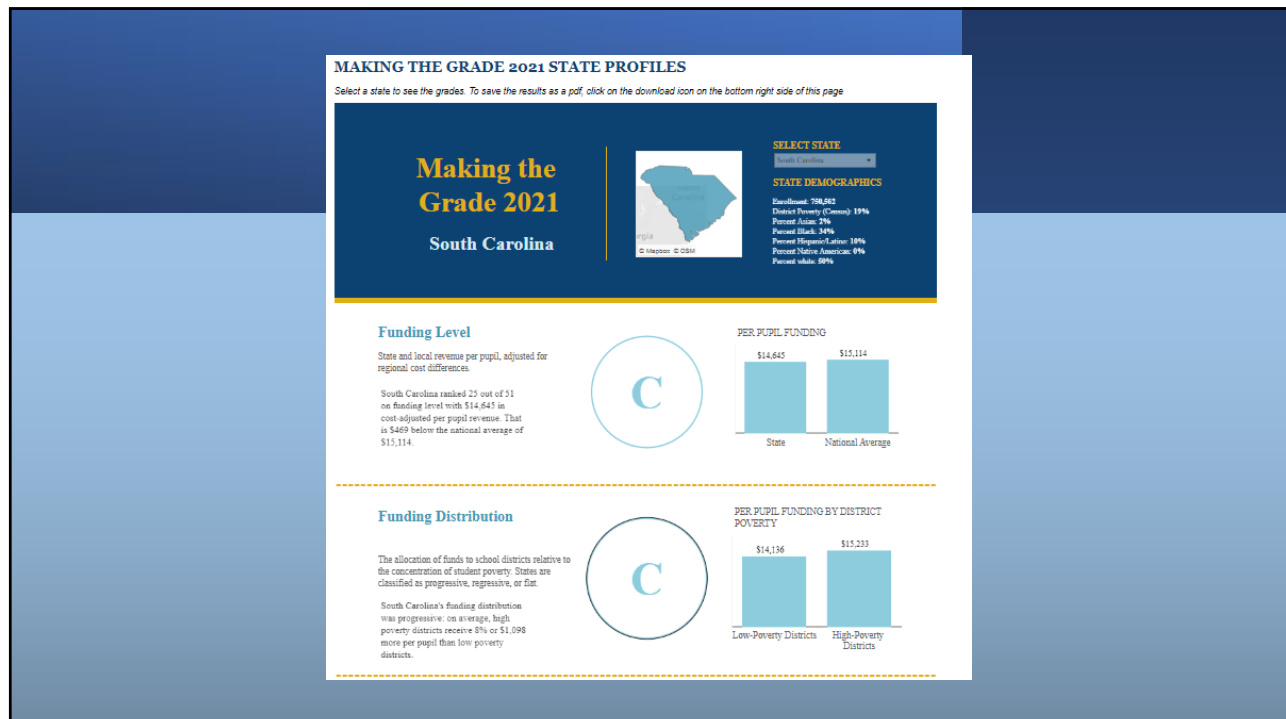 MAKING THE GRADE 2021 STATE PROFILES
Select a state to see the grades. To save the results as a pdf, click on the download icon on the bottom right side of this page
Making the
Grade 2021
South Carolina
Carolina
rgia
© Mapbox © OSM
SELECT STATE
South Carolina
STATE DEMOGRAPHICS
Enrollment: 750,562
District Poverty (Census): 19%
Percent Asian: 2%
Percent Black: 34%
Percent Hispanic/Latino: 10%
Percent Native American: 0%
Percent white: 50%
Funding Level
State and local revenue per pupil, adjusted for
regional cost differences.
South Carolina ranked 25 out of 51
on funding level with $14,645 in
cost-adjusted per pupil revenue. That
is $469 below the national average of
$15,114.
C
PER PUPIL FUNDING
$14,645
$15,114
State
National Average
Funding Distribution
The allocation of funds to school districts relative to
the concentration of student poverty. States are
classified as progressive, regressive, or flat.
South Carolina's funding distribution
was progressive: on average, high
poverty districts receive 8% or $1,098
more per pupil than low poverty
districts.
C
PER PUPIL FUNDING BY DISTRICT
POVERTY
$14,136
$15,233
Low-Poverty Districts
High-Poverty
Districts